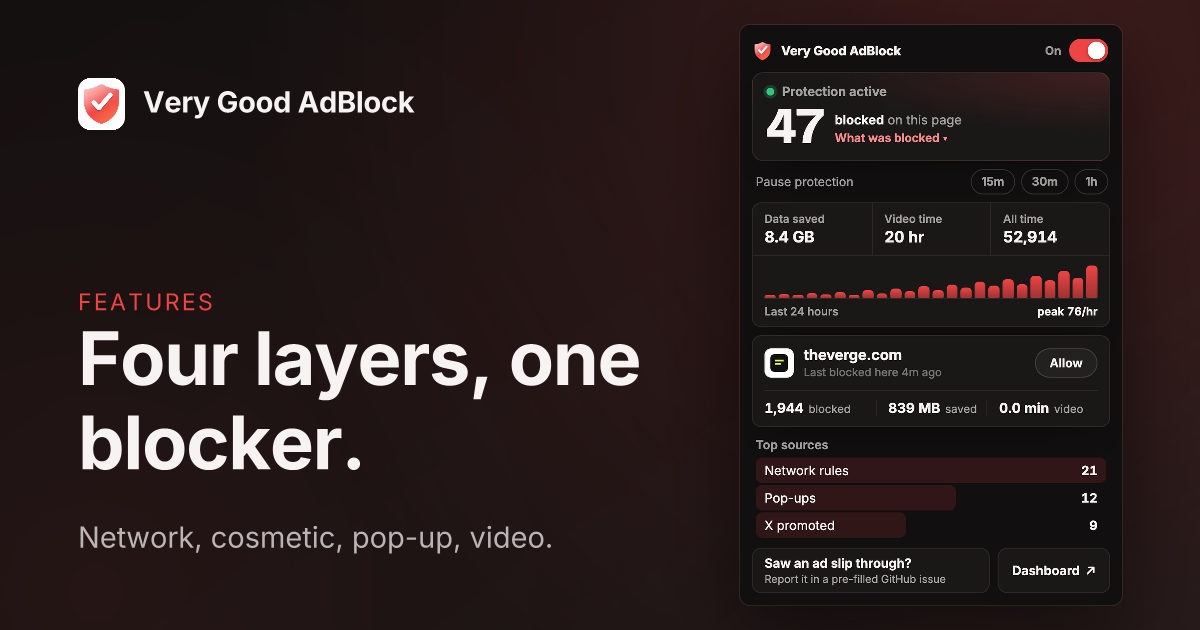 Very Good AdBlock
FEATURES
Four layers, one
blocker.
Network, cosmetic, pop-up, video.
Very Good AdBlock
On
Protection active
47
blocked on this page
What was blocked ▾
Pause protection
15m
30m
1h
Data saved
8.4 GB
Video time
20 hr
All time
52,914
Last 24 hours
peak 76/hr
theverge.com
Last blocked here 4m ago
Allow
1,944 blocked
839 MB saved
0.0 min video
Top sources
Network rules 21
Pop-ups 12
X promoted 9
Saw an ad slip through?
Report it in a pre-filled GitHub issue
Dashboard ↗